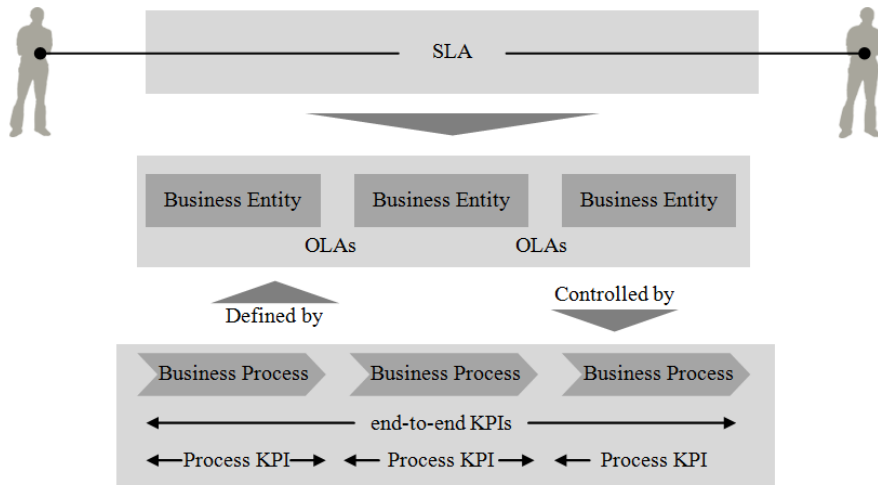 SLA
Business Entity Business Entity Business Entity
OLAs OLAs
Defined by
Controlled by
Business Process Business Process Business Process
end-to-end KPIs
Process KPI Process KPI Process KPI